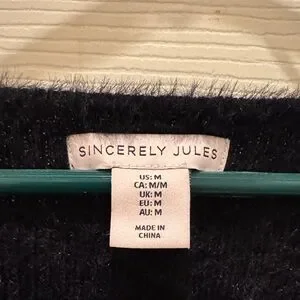 SINCERELY JULES
US: M
CA: M/M
UK: M
EU: M
AU: M
MADE IN
CHINA